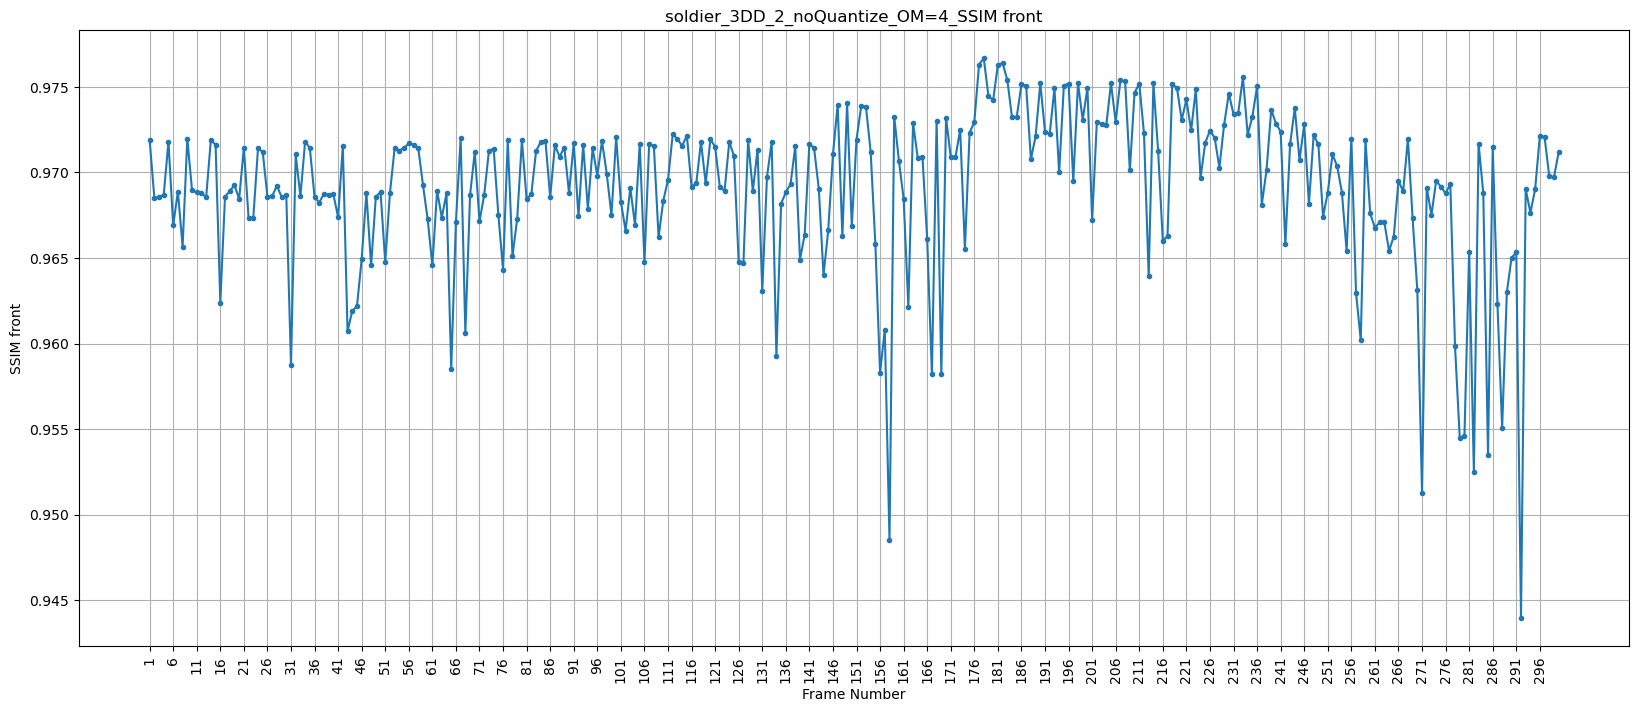 soldier_3DD_2_noQuantize_OM=4_SSIM front
SSIM front
0.975
0.970
0.965
0.960
0.955
0.950
0.945
1 6 11 16 21 26 31 36 41 46 51 56 61 66 71 76 81 86 91 96 101 106 111 116 121 126 131 136 141 146 151 156 161 166 171 176 181 186 191 196 201 206 211 216 221 226 231 236 241 246 251 256 261 266 271 276 281 286 291 296
Frame Number